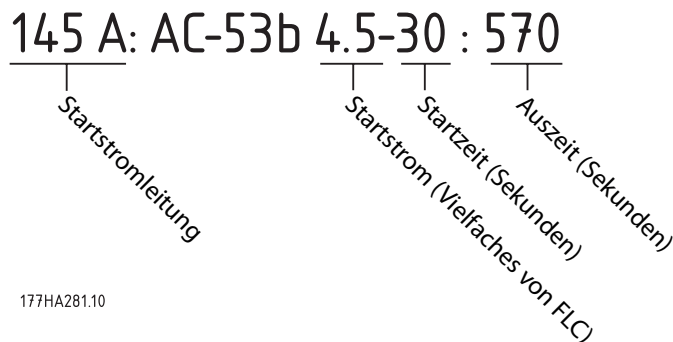 145 A: AC-53b 4.5-30 : 570
Startstromleitung
Startstrom (Vielfaches von FLC)
Startzeit (Sekunden)
Auszeit (Sekunden)
177HA281.10